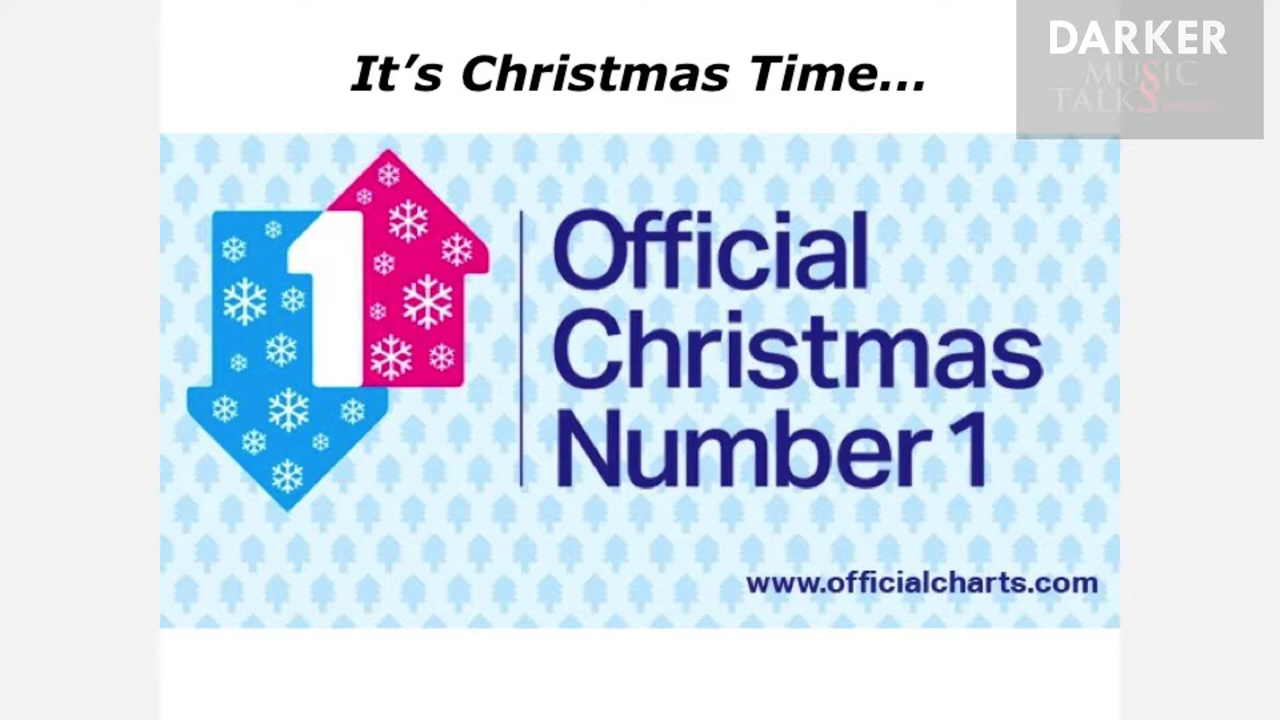 It’s Christmas Time...
DARKER
MUSIC
TALKS
1
Official
Christmas
Number 1
www.officialcharts.com